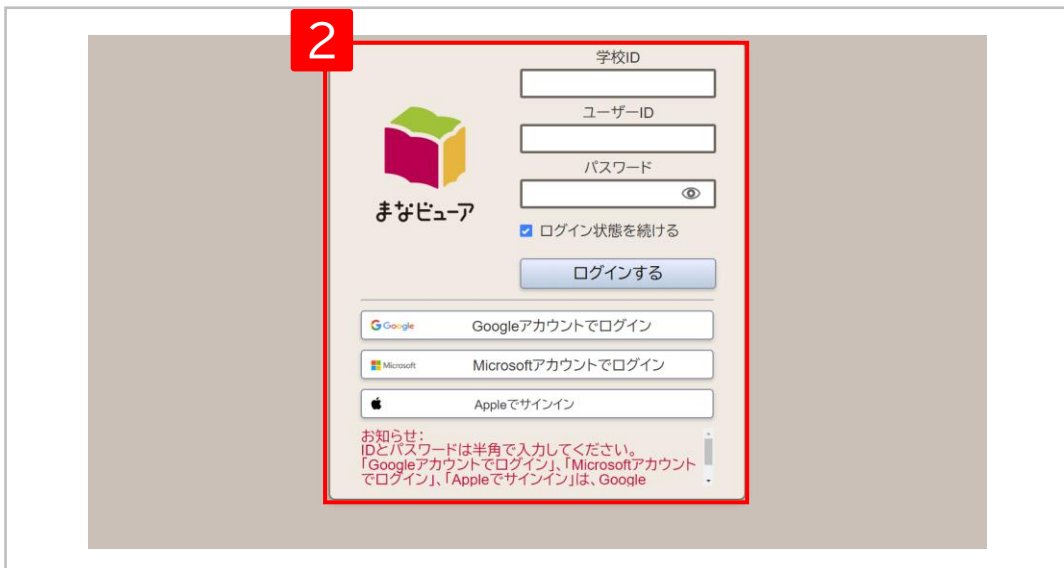 2
学校ID
ユーザーID
パスワード
まなビューア
ログイン状態を続ける
ログインする
Google Googleアカウントでログイン
Microsoft Microsoftアカウントでログイン
Appleでサインイン
お知らせ：
IDとパスワードは半角で入力してください。
「Googleアカウントでログイン」、「Microsoftアカウント
でログイン」、「Appleでサインイン」は、Google